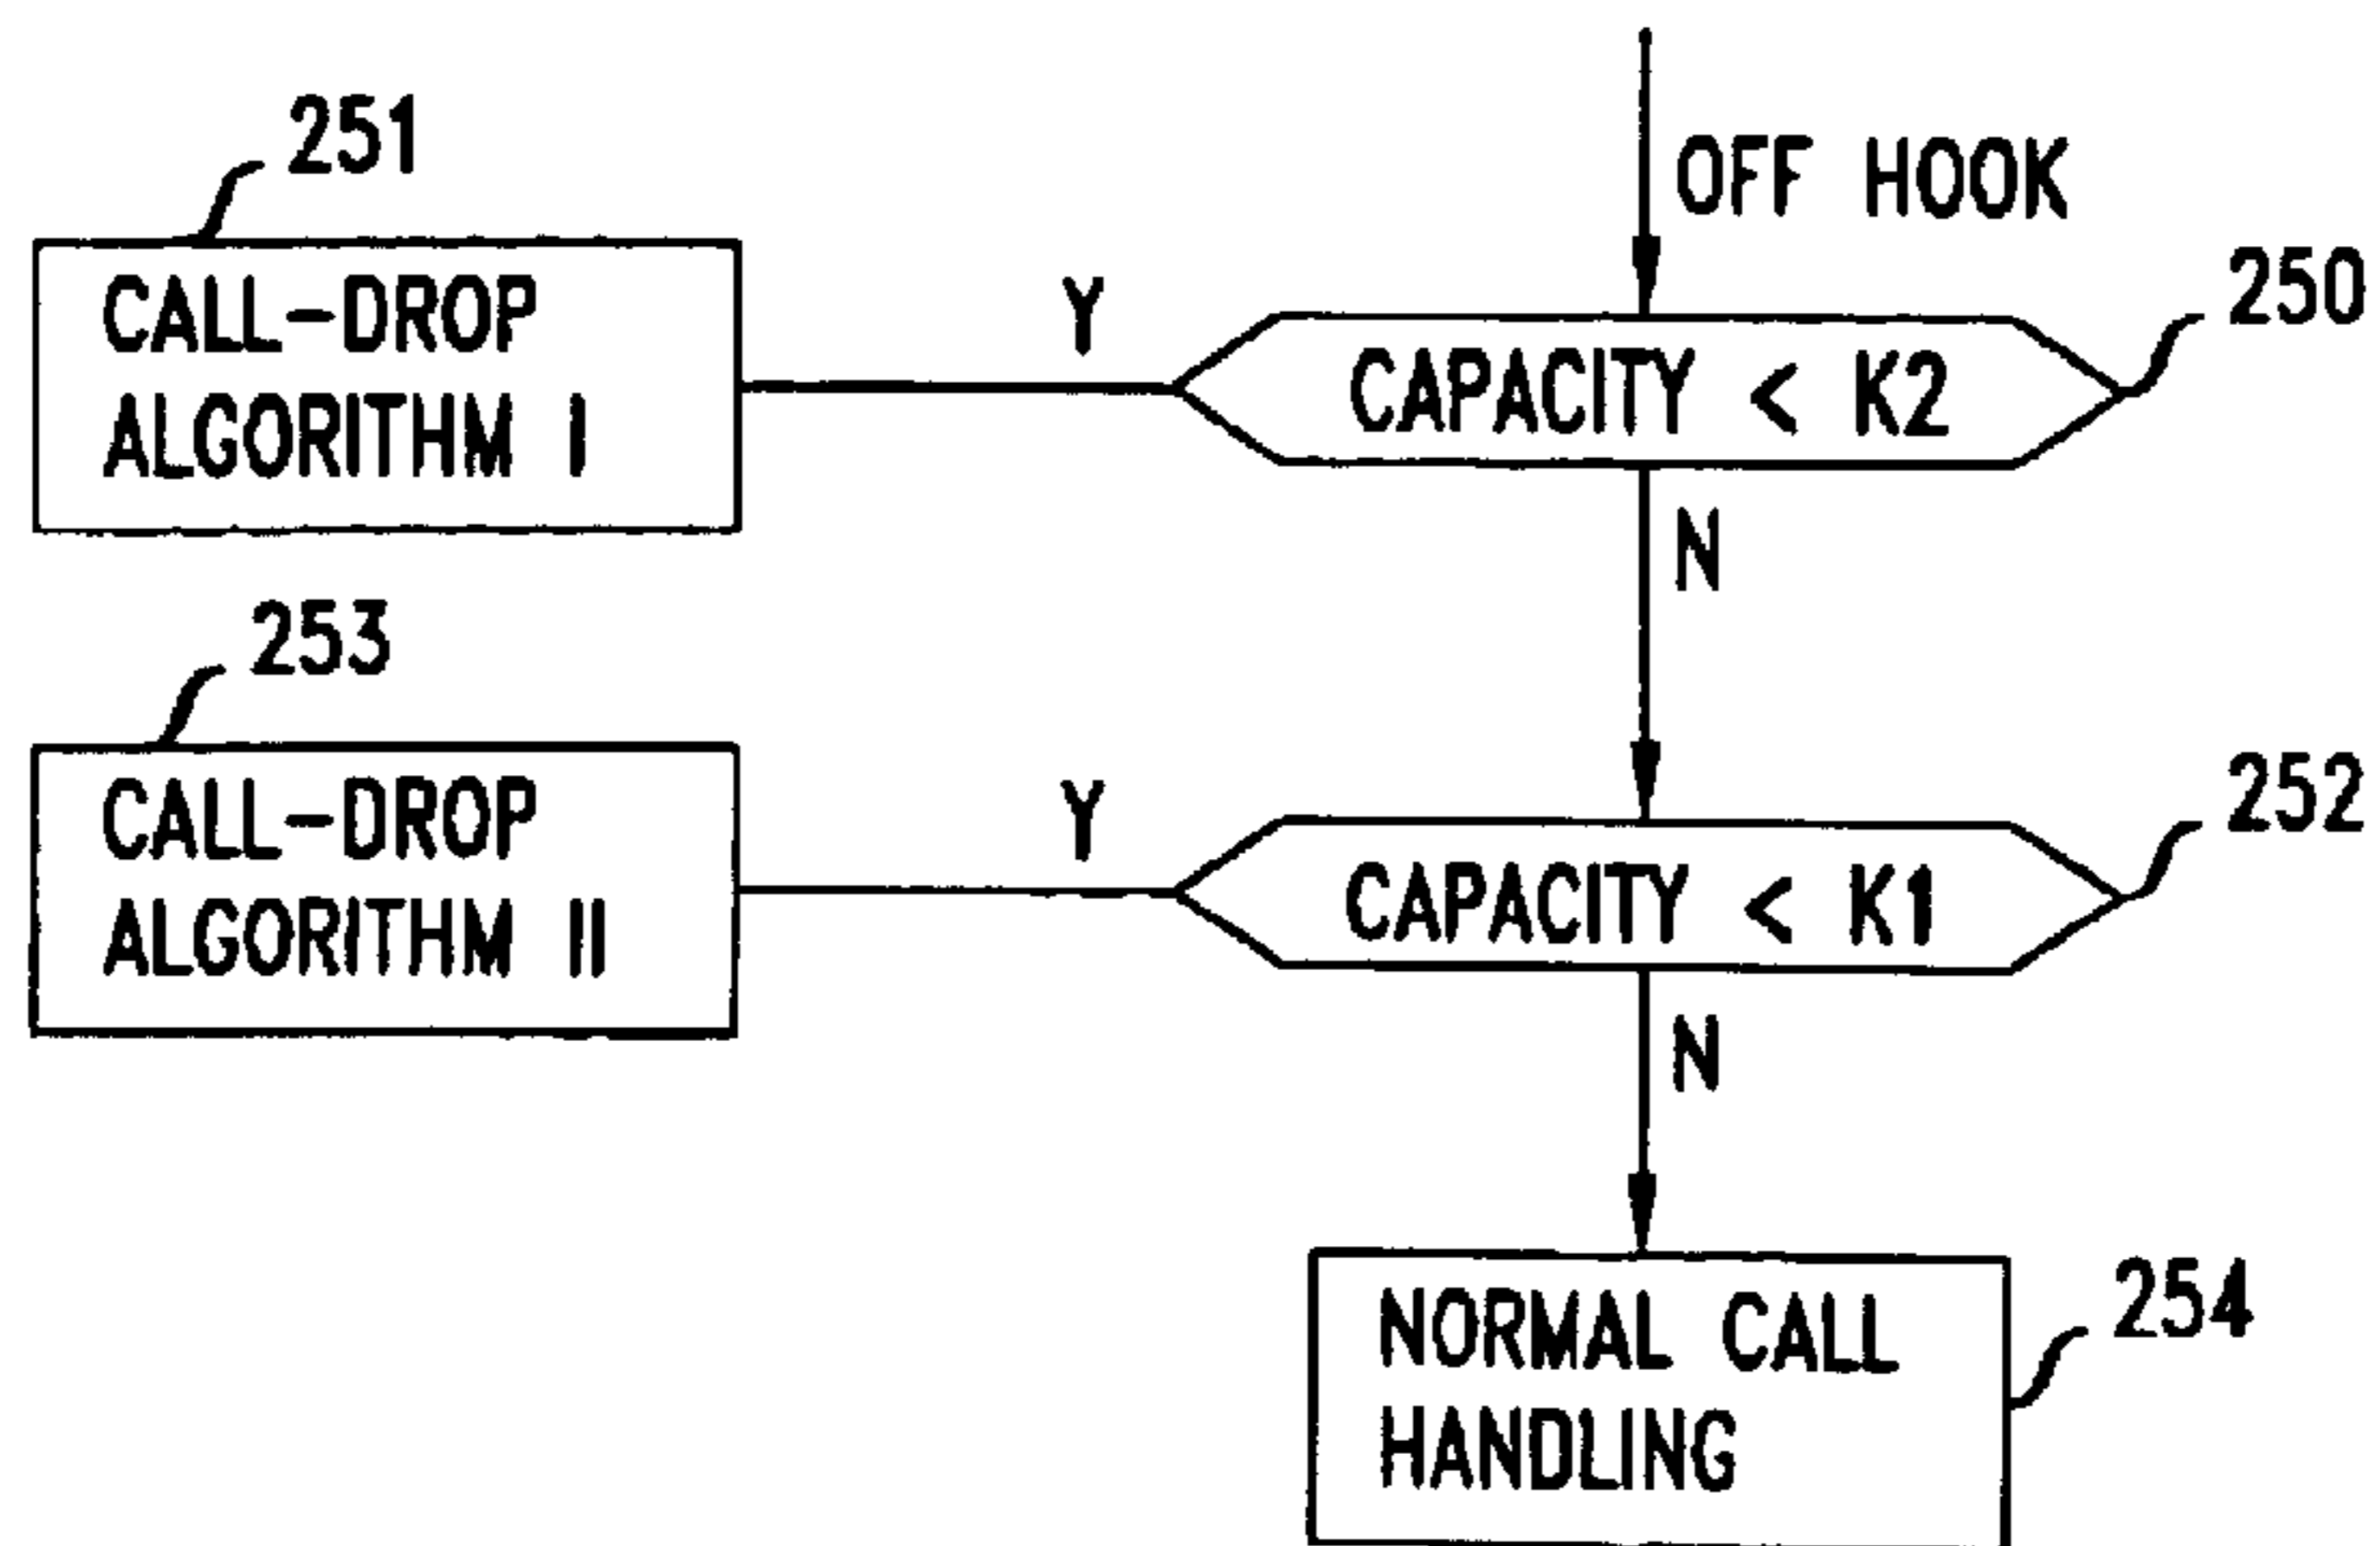 OFF HOOK
251
CALL-DROP
ALGORITHM I
Y
CAPACITY < K2
250
N
253
CALL-DROP
ALGORITHM II
Y
CAPACITY < K1
252
N
NORMAL CALL
HANDLING
254